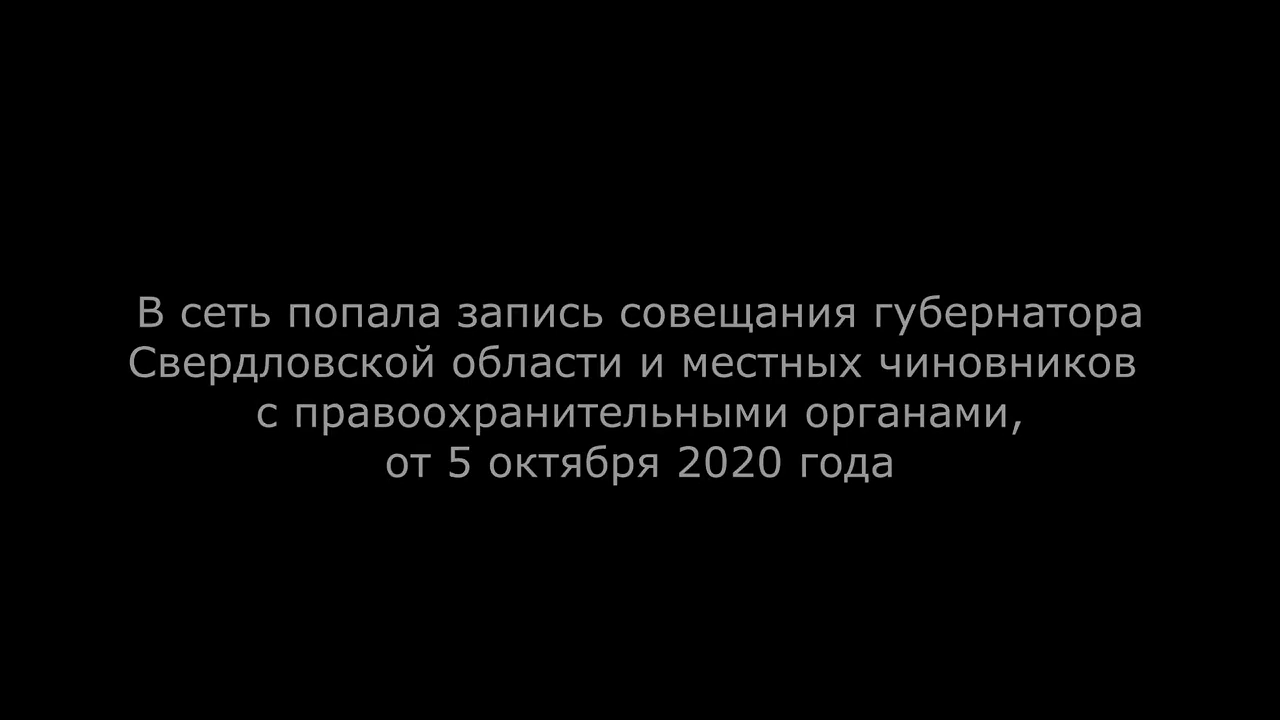 В сеть попала запись совещания губернатора
Свердловской области и местных чиновников
с правоохранительными органами,
от 5 октября 2020 года